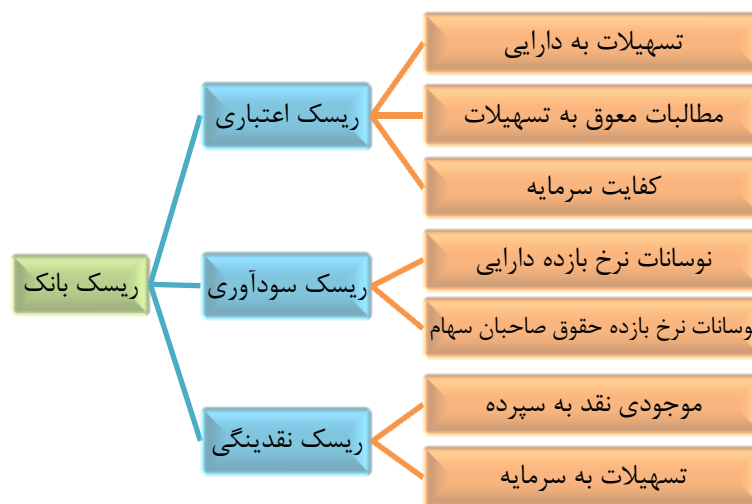 ریسک بانک
ریسک اعتباری
تسهیلات به دارایی
مطالبات معوق به تسهیلات
کفایت سرمایه
ریسک سودآوری
نوسانات نرخ بازده دارایی
وسانات نرخ بازده حقوق صاحبان سهام
ریسک نقدینگی
موجودی نقد به سپرده
تسهیلات به سرمایه